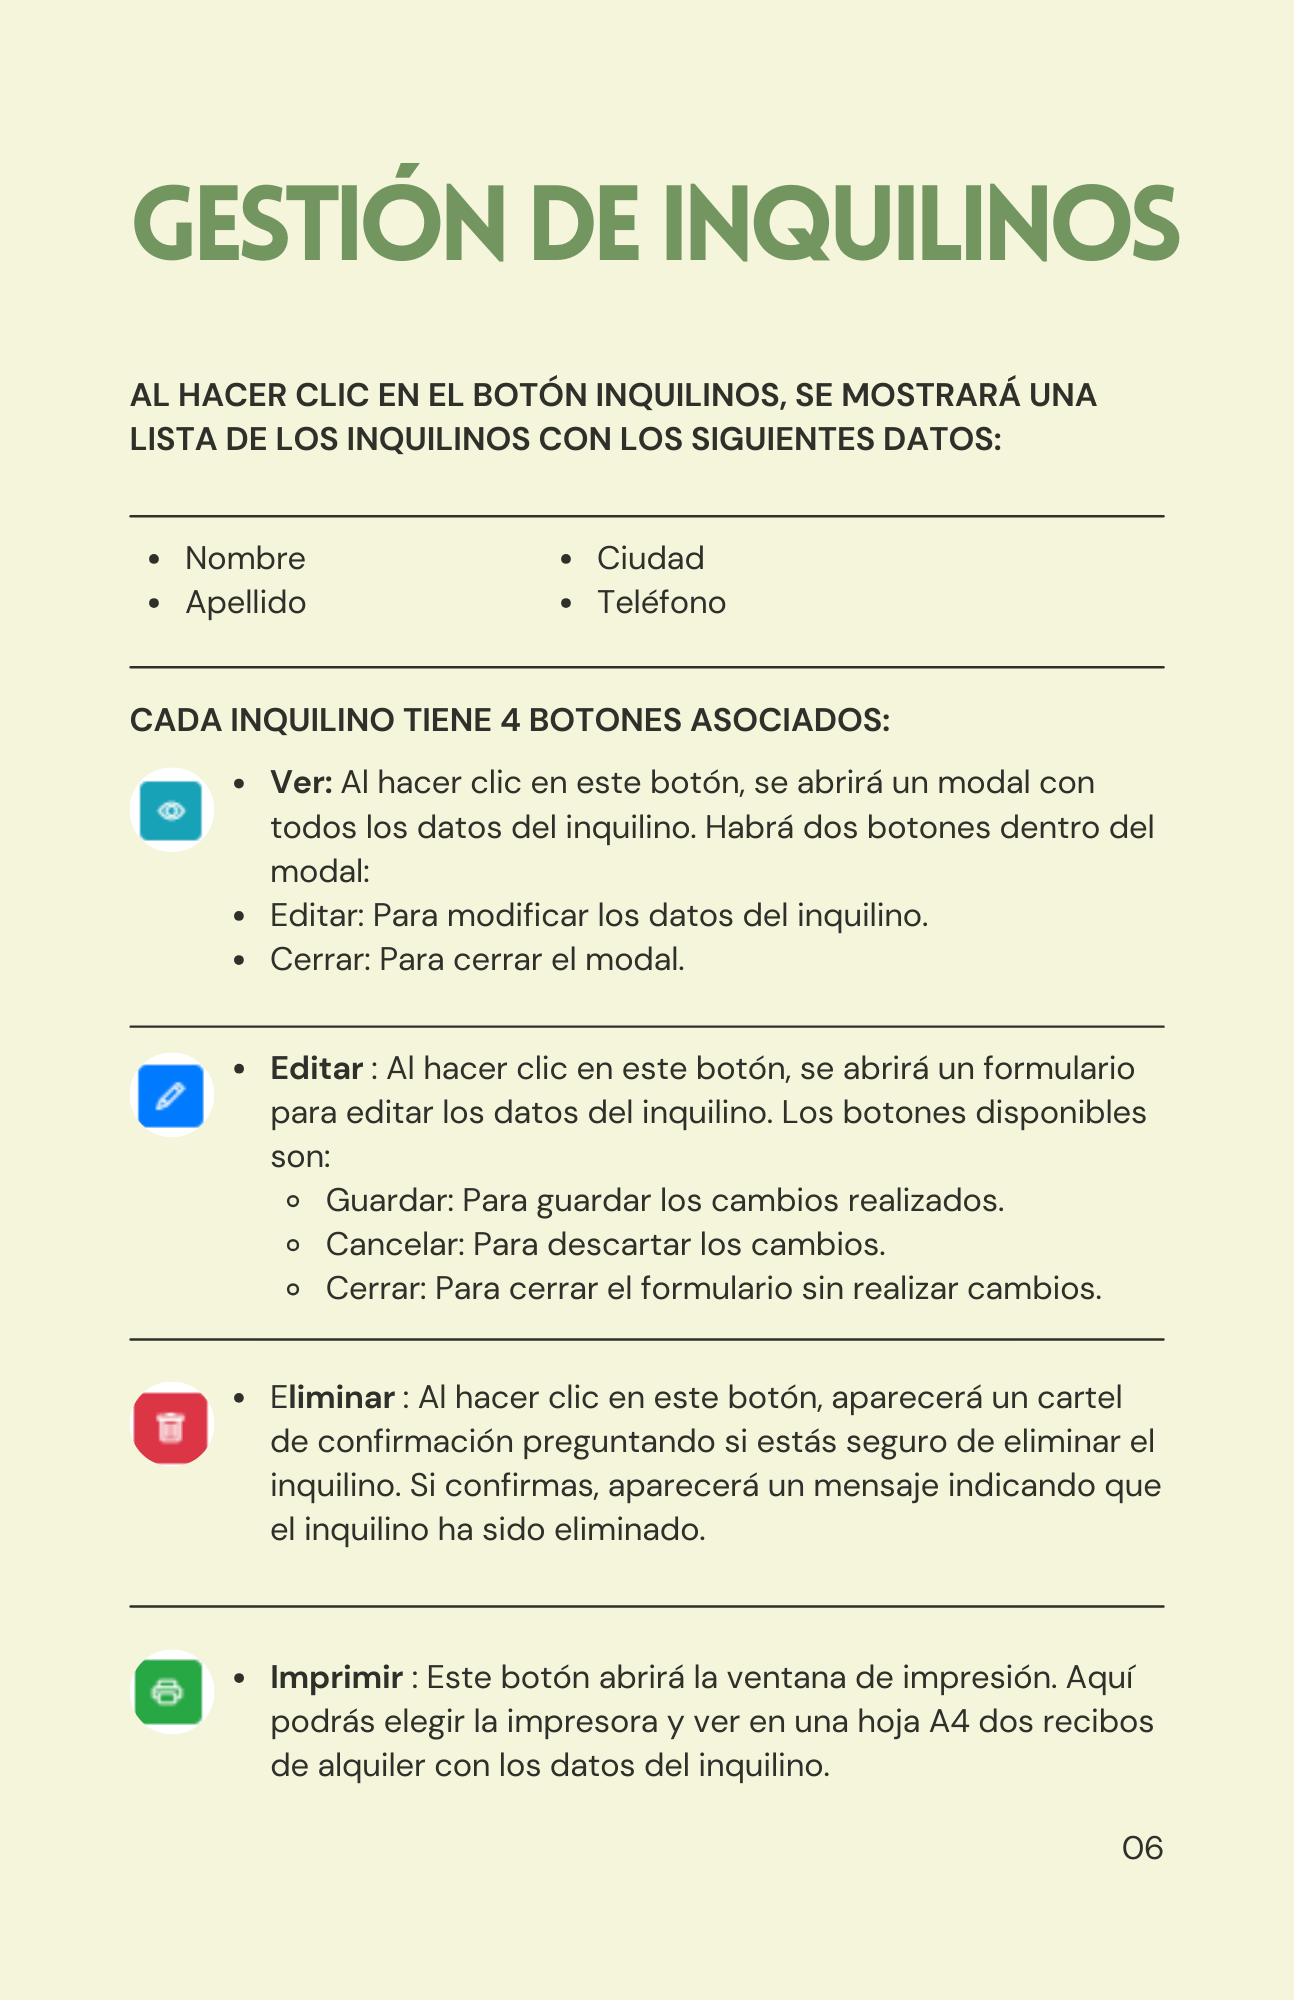 GESTIÓN DE INQUILINOS
AL HACER CLIC EN EL BOTÓN INQUILINOS, SE MOSTRARÁ UNA
LISTA DE LOS INQUILINOS CON LOS SIGUIENTES DATOS:
• Nombre
• Apellido
• Ciudad
• Teléfono
CADA INQUILINO TIENE 4 BOTONES ASOCIADOS:
• Ver: Al hacer clic en este botón, se abrirá un modal con
todos los datos del inquilino. Habrá dos botones dentro del
modal:
• Editar: Para modificar los datos del inquilino.
• Cerrar: Para cerrar el modal.
• Editar : Al hacer clic en este botón, se abrirá un formulario
para editar los datos del inquilino. Los botones disponibles
son:
◦ Guardar: Para guardar los cambios realizados.
◦ Cancelar: Para descartar los cambios.
◦ Cerrar: Para cerrar el formulario sin realizar cambios.
• Eliminar : Al hacer clic en este botón, aparecerá un cartel
de confirmación preguntando si estás seguro de eliminar el
inquilino. Si confirmas, aparecerá un mensaje indicando que
el inquilino ha sido eliminado.
• Imprimir : Este botón abrirá la ventana de impresión. Aquí
podrás elegir la impresora y ver en una hoja A4 dos recibos
de alquiler con los datos del inquilino.
06